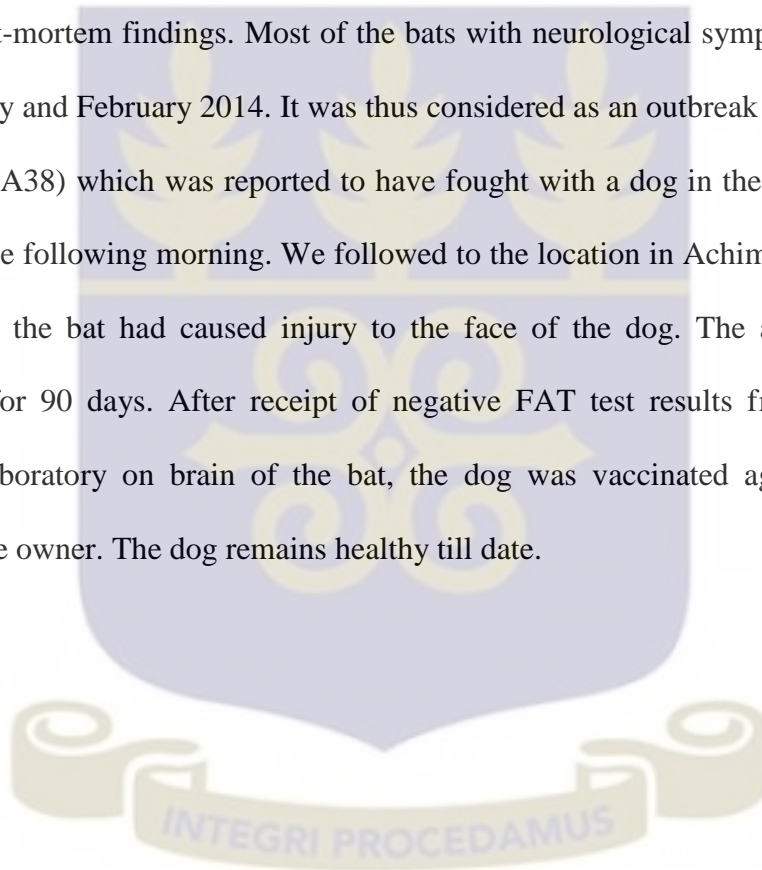 t-mortem findings. Most of the bats with neurological symp
y and February 2014. It was thus considered as an outbreak
A38) which was reported to have fought with a dog in the
e following morning. We followed to the location in Achim
the bat had caused injury to the face of the dog. The a
for 90 days. After receipt of negative FAT test results fr
boratory on brain of the bat, the dog was vaccinated ag
e owner. The dog remains healthy till date.
INTEGRI PROCEDAMUS